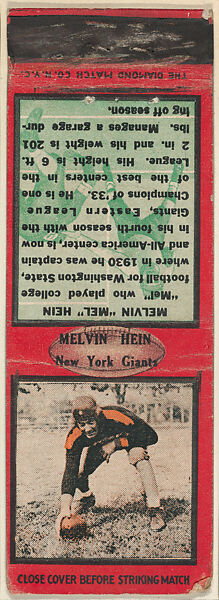 THE DIAMOND MATCH CO., N.Y.C.
MELVIN "MEL" HEIN
"Mel" who played college
football for Washington State,
where in 1930 he was captain
and All-America center, is now
in his fourth season with the
Giants, Eastern League
Champions of '33. He is one
of the best centers in the
League. His height is 6 ft.
2 in. and his weight is 201
lbs. Manages garage dur-
ing off season.
MELVIN HEIN
New York Giants
CLOSE COVER BEFORE STRIKING MATCH